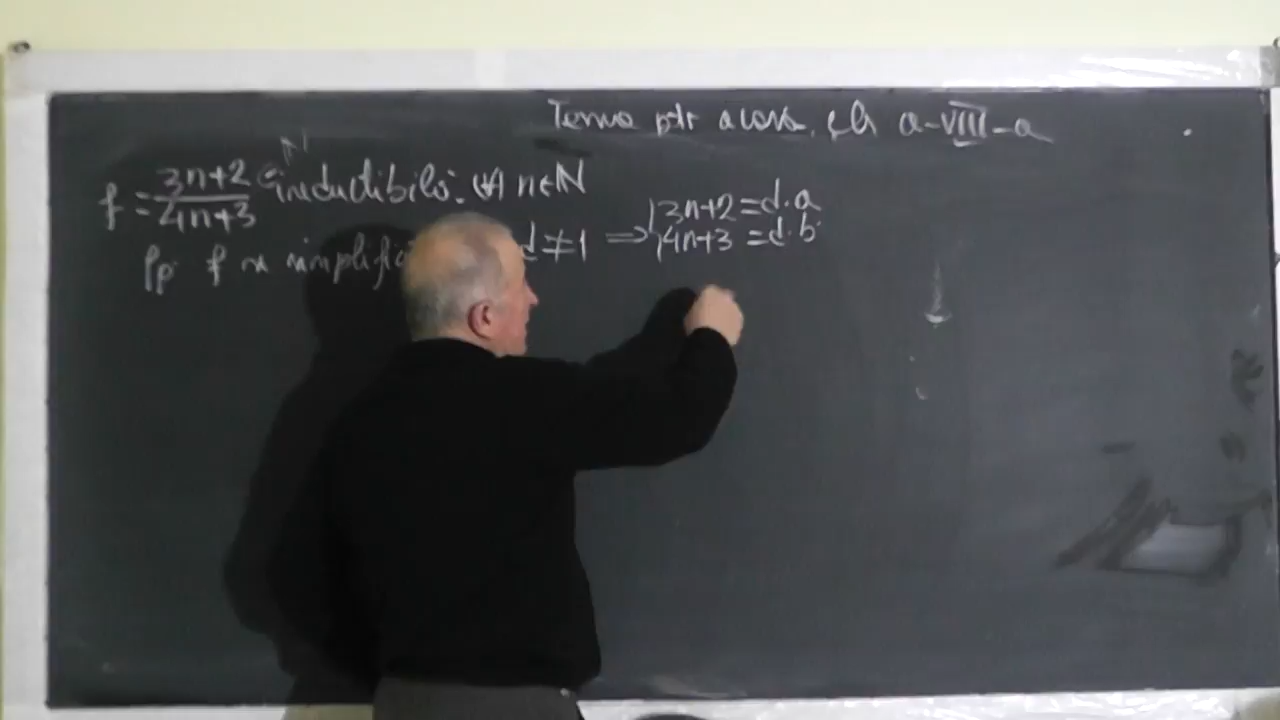 Tema ptr acasa, cls a-VIII-a
N
f = 3n+2 / 4n+3 ireductibilă. (∀) n∈N
Pp. f se simplifică d≠1 ⇒ { 3n+2=d·a
4n+3 =d·b